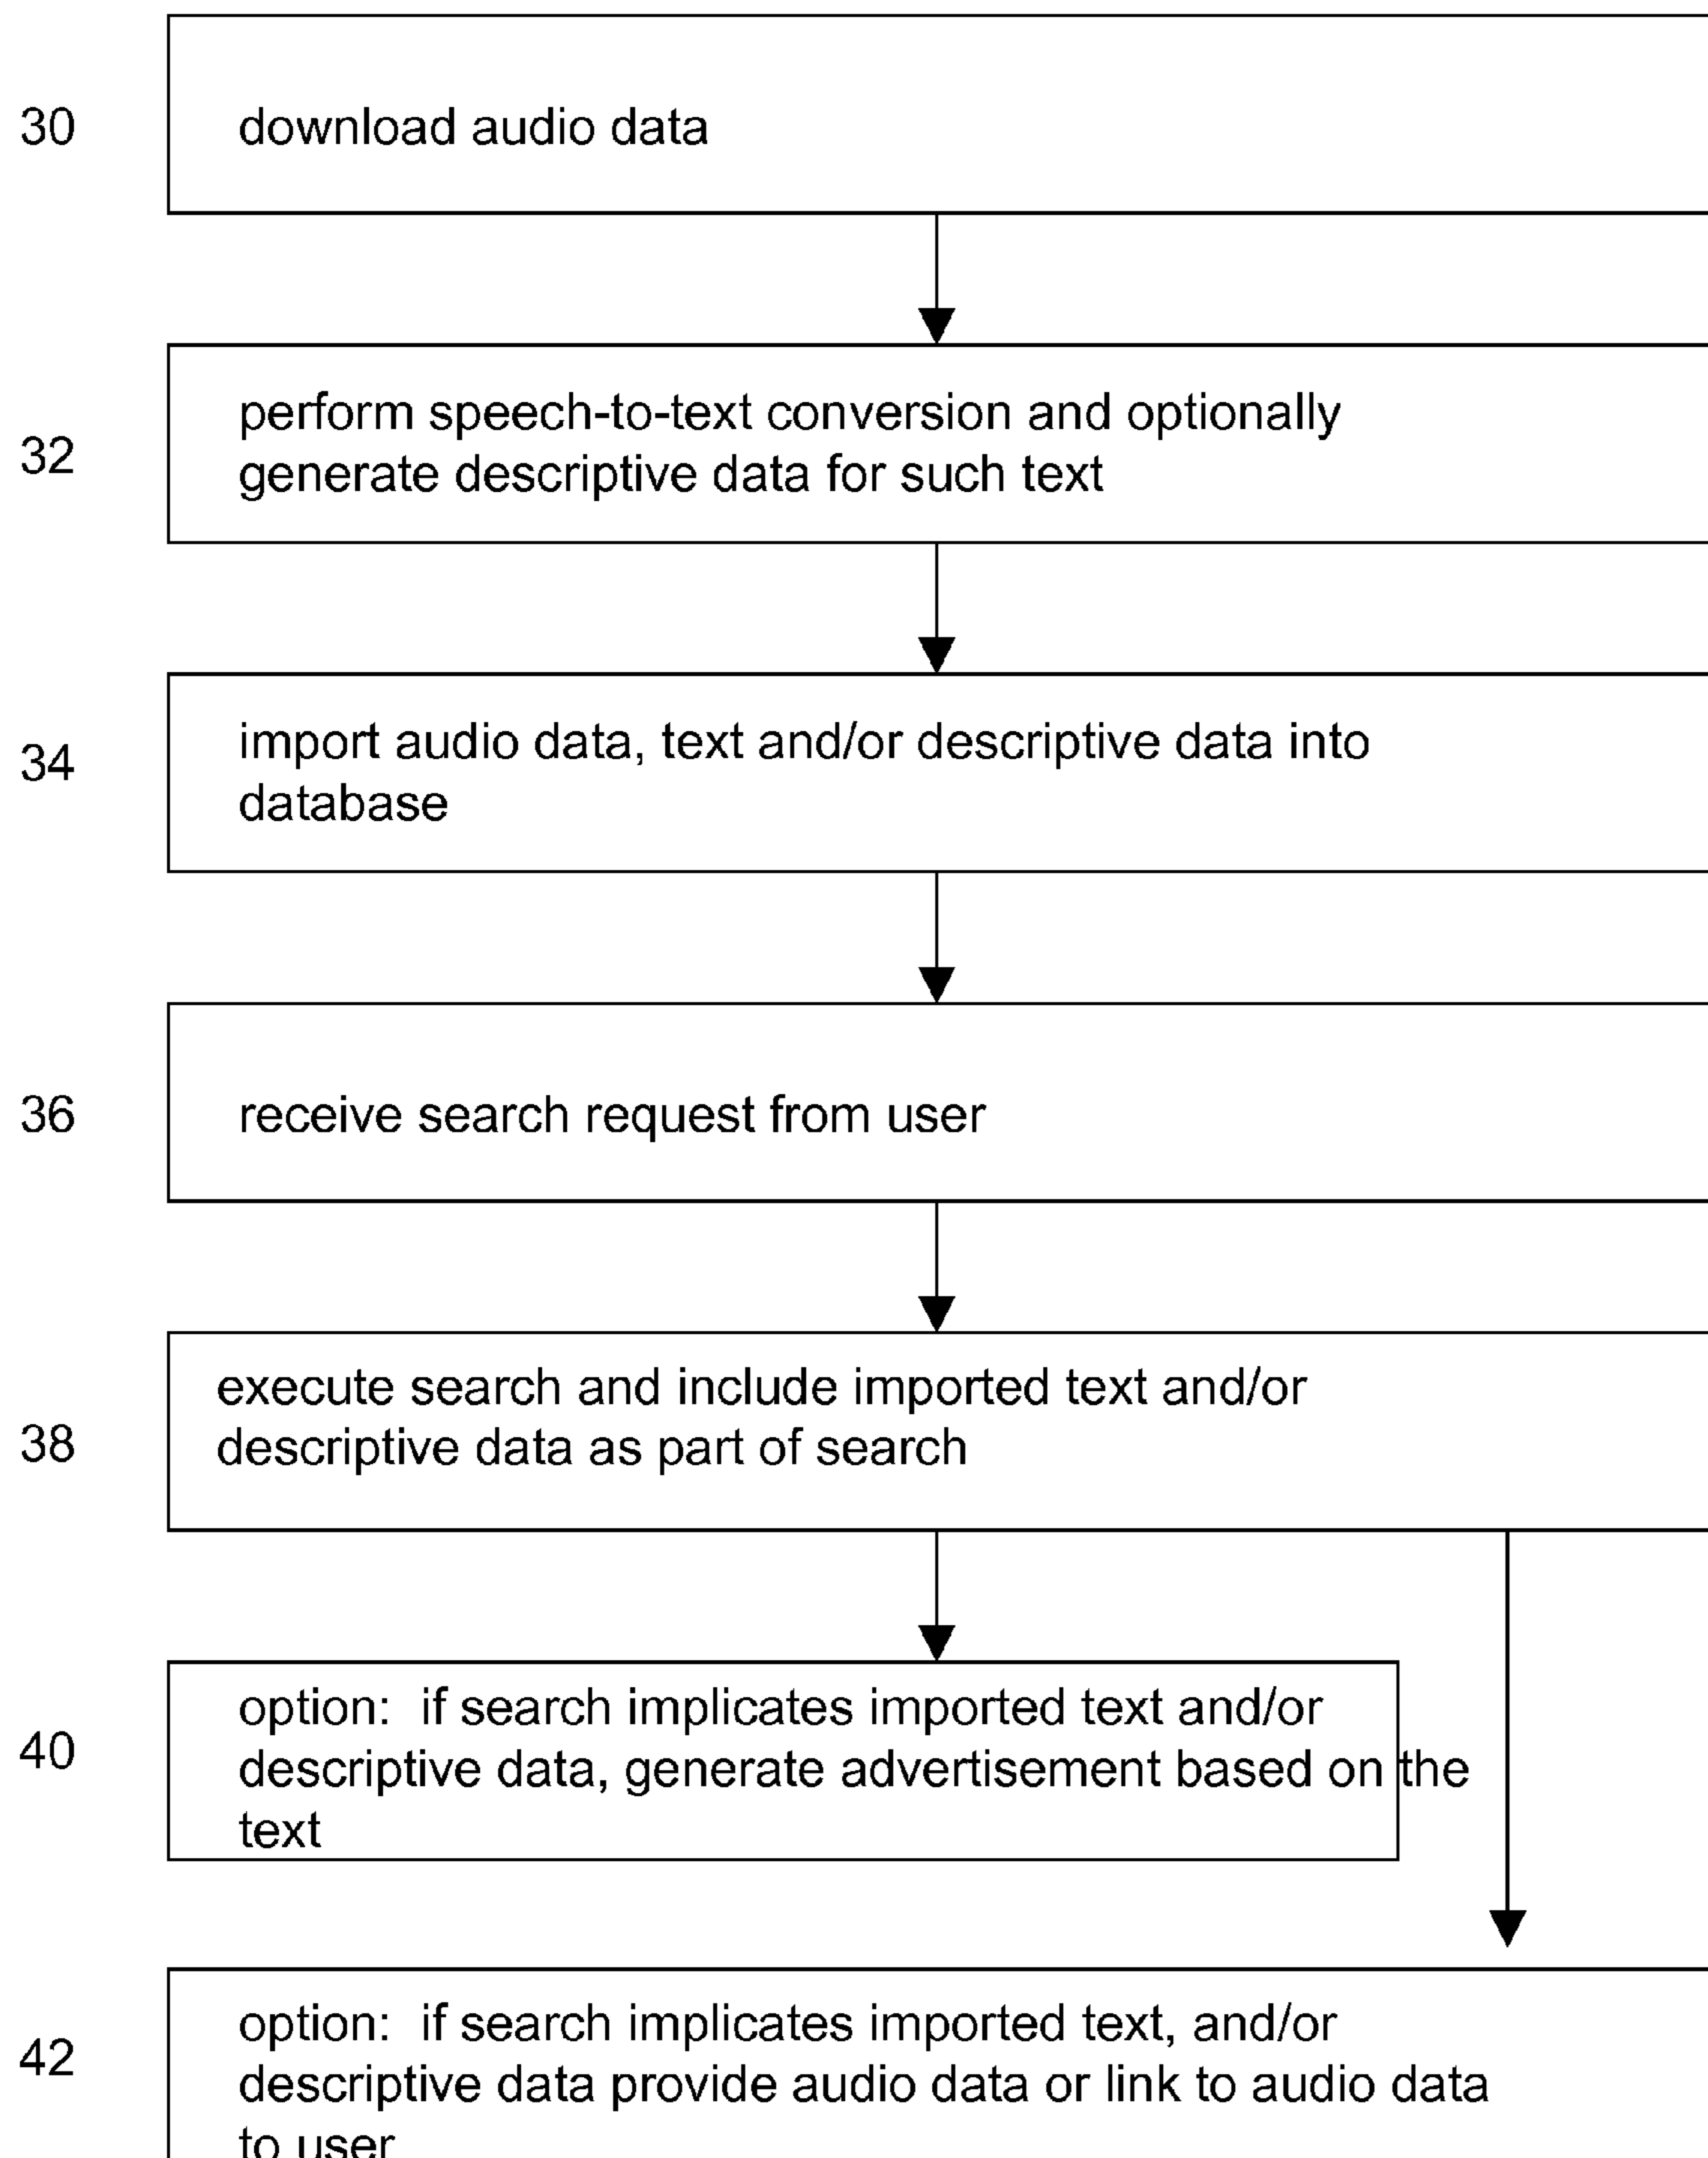 30
download audio data
32
perform speech-to-text conversion and optionally
generate descriptive data for such text
34
import audio data, text and/or descriptive data into
database
36
receive search request from user
38
execute search and include imported text and/or
descriptive data as part of search
40
option:  if search implicates imported text and/or
descriptive data, generate advertisement based on the
text
42
option:  if search implicates imported text, and/or
descriptive data provide audio data or link to audio data
to user